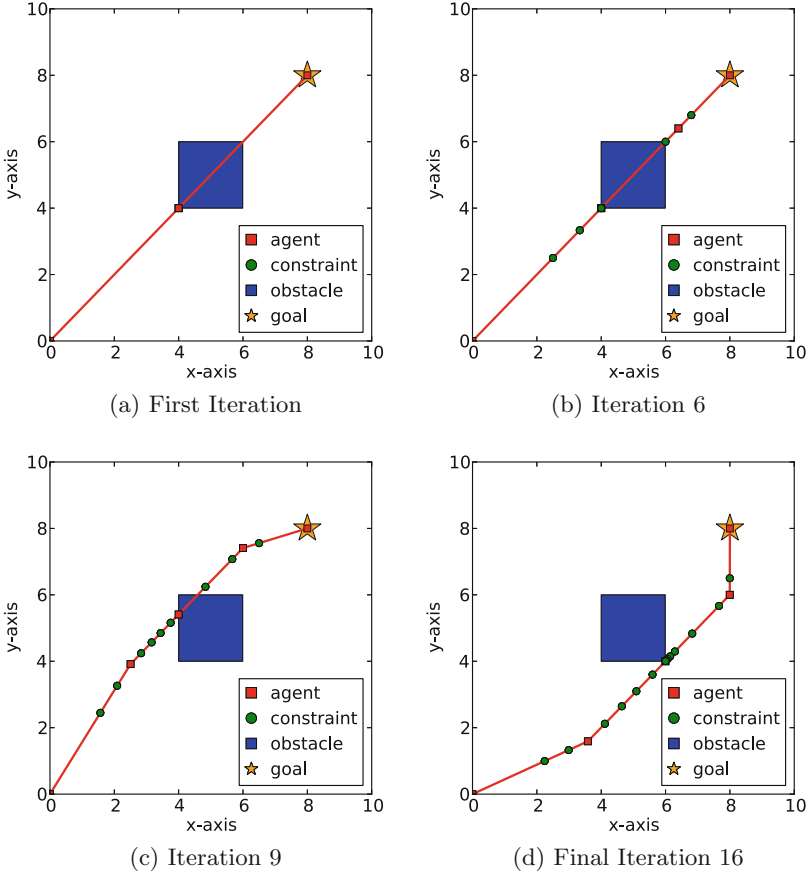 10
8
6
4
2
0
0 2 4 6 8 10
y-axis
x-axis
agent
constraint
obstacle
goal
(a) First Iteration
10
8
6
4
2
0
0 2 4 6 8 10
y-axis
x-axis
agent
constraint
obstacle
goal
(b) Iteration 6
10
8
6
4
2
0
0 2 4 6 8 10
y-axis
x-axis
agent
constraint
obstacle
goal
(c) Iteration 9
10
8
6
4
2
0
0 2 4 6 8 10
y-axis
x-axis
agent
constraint
obstacle
goal
(d) Final Iteration 16